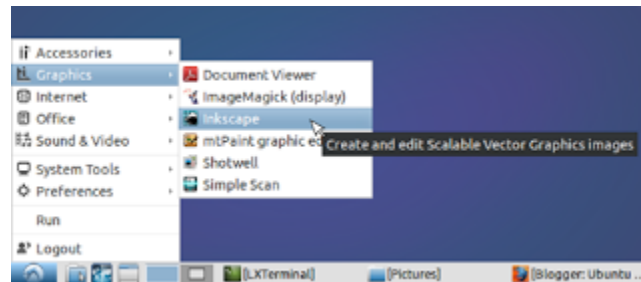 Accessories
Graphics
Internet
Office
Sound & Video
System Tools
Preferences
Run
Logout
Document Viewer
ImageMagick (display)
Inkscape
mtPaint graphic ed
Shotwell
Simple Scan
Create and edit Scalable Vector Graphics images
[LXTerminal]
[Pictures]
[Blogger: Ubuntu ...